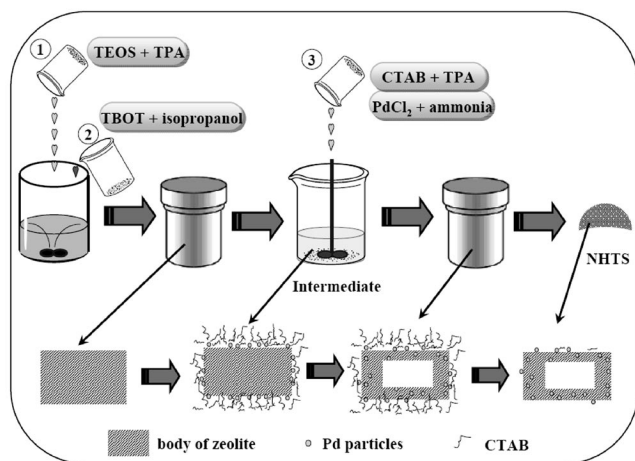 1
TEOS + TPA
2
TBOT + isopropanol
3
CTAB + TPA
PdCl2 + ammonia
Intermediate
NHTS
body of zeolite
Pd particles
CTAB